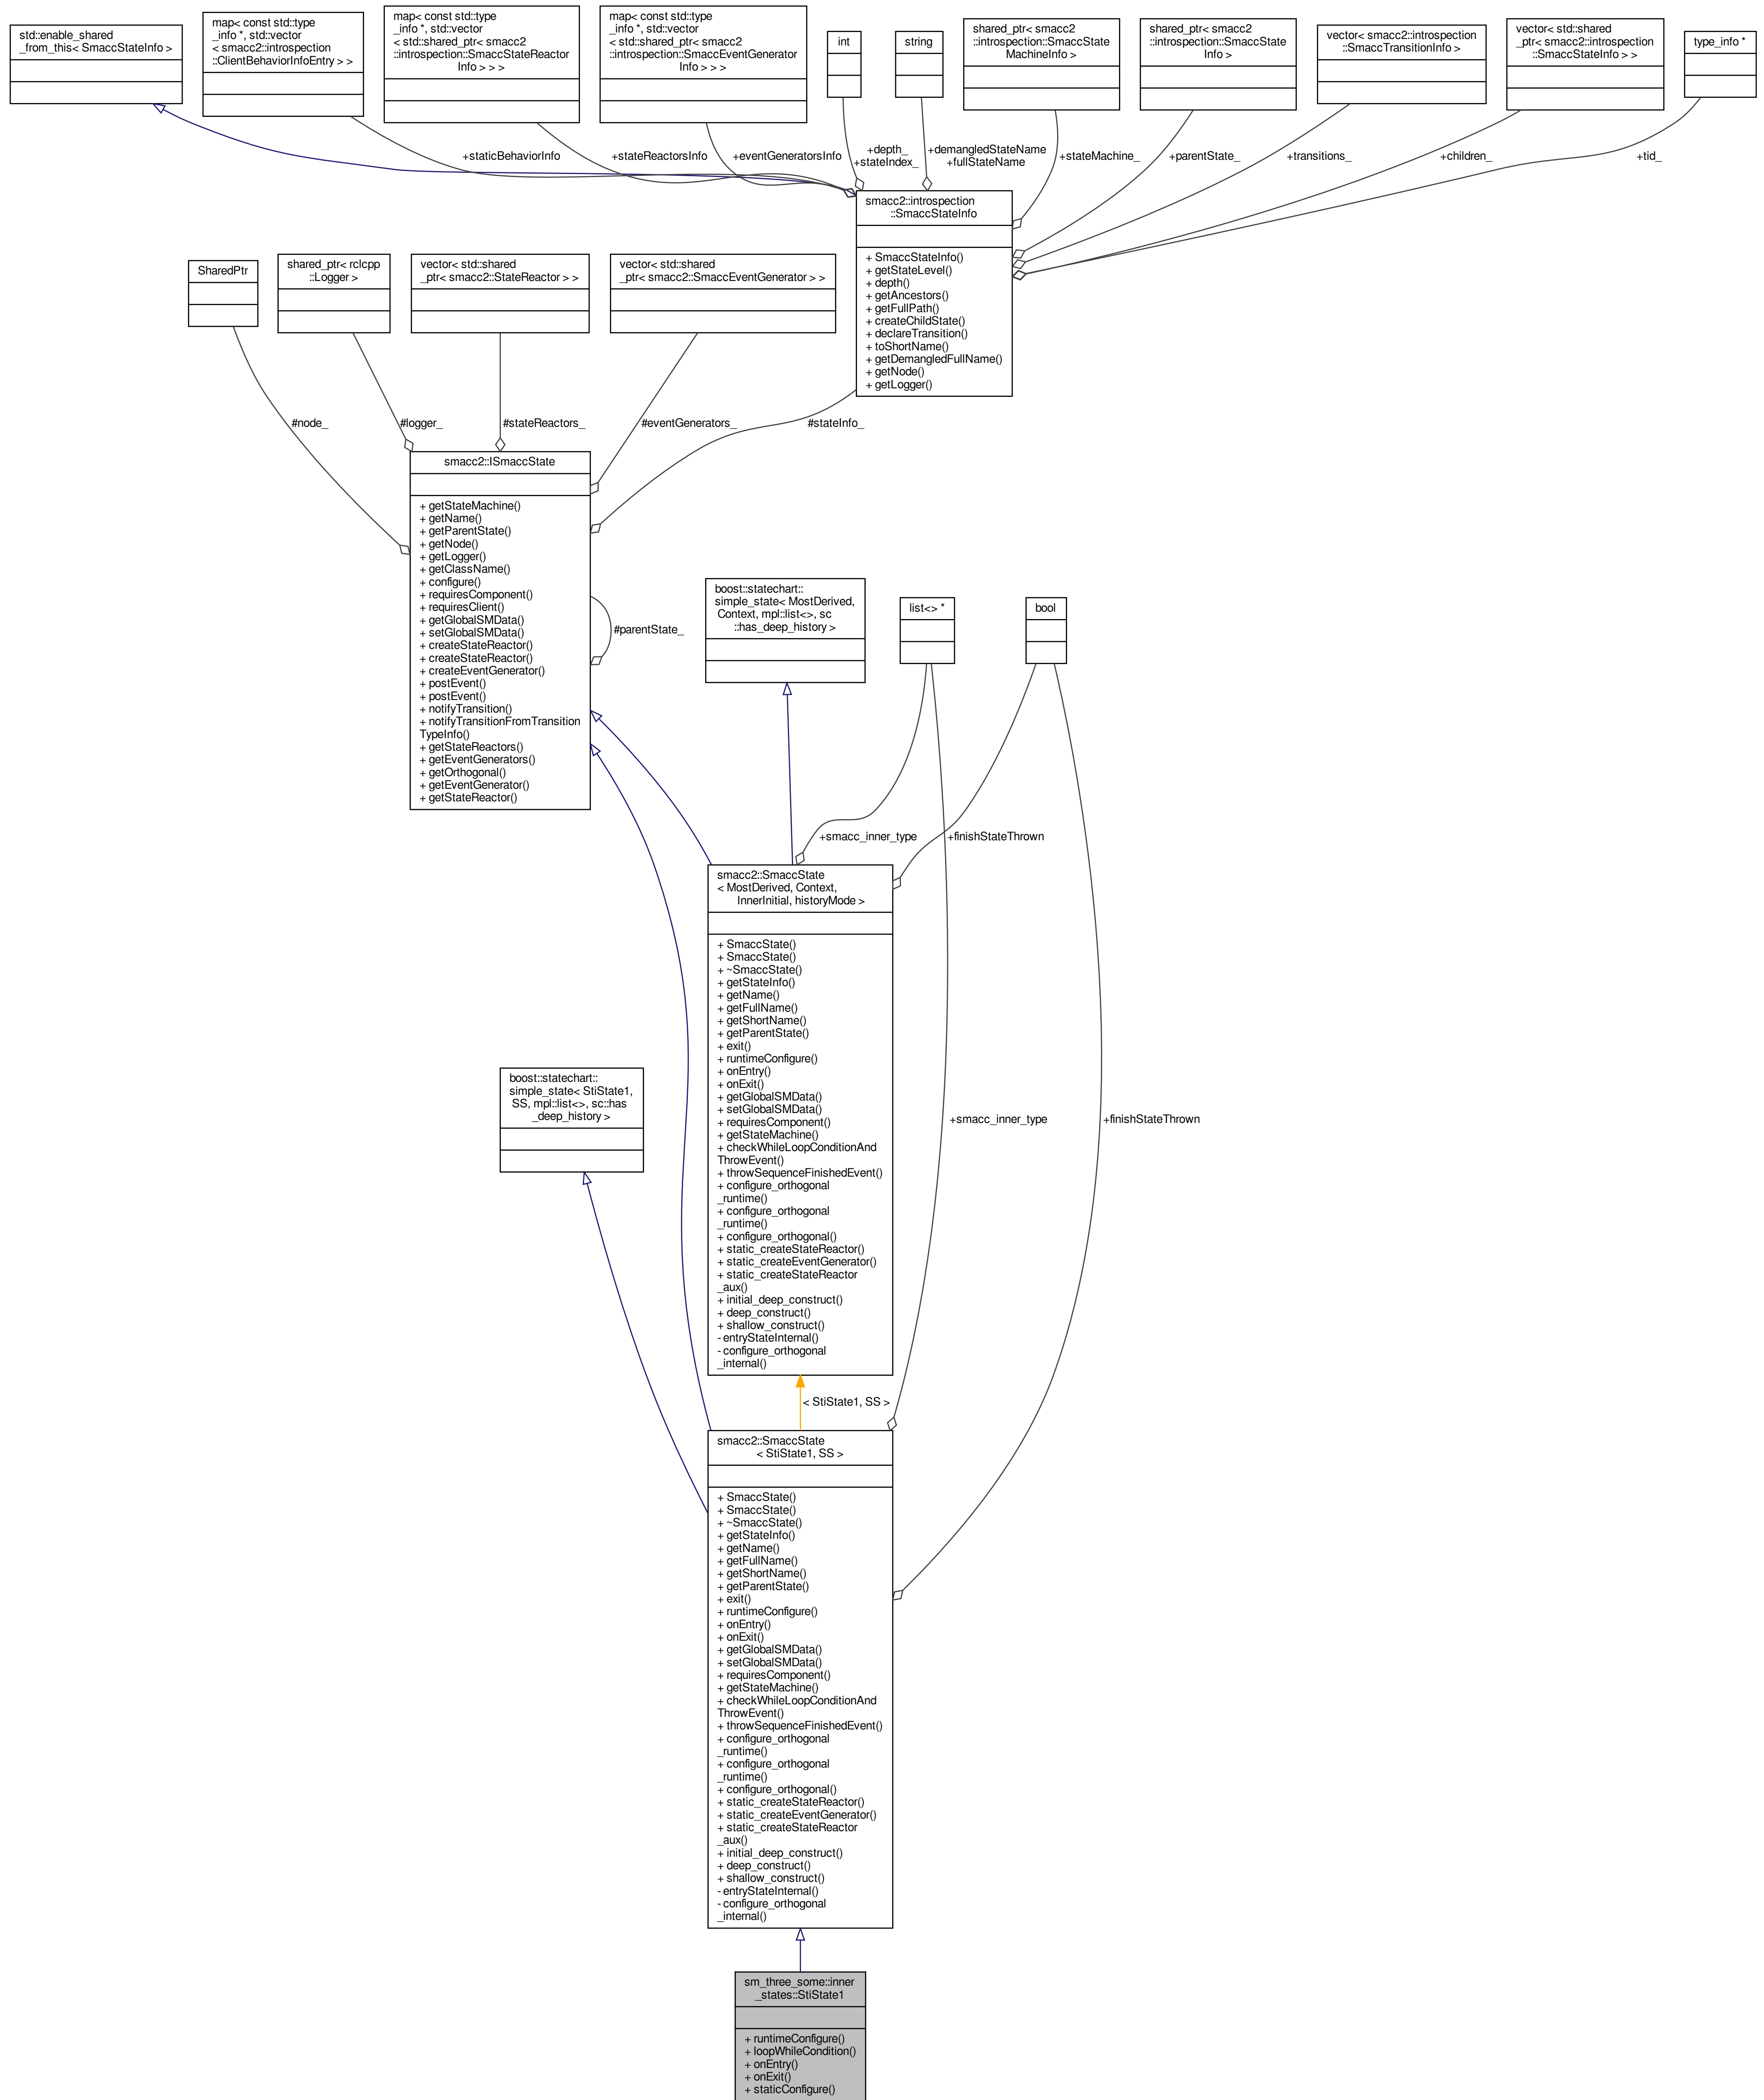 std::enable_shared
_from_this< SmaccStateInfo >
map< const std::type
_info *, std::vector
< smacc2::introspection
::ClientBehaviorInfoEntry > >
map< const std::type
_info *, std::vector
< std::shared_ptr< smacc2
::introspection::SmaccStateReactor
Info > > >
map< const std::type
_info *, std::vector
< std::shared_ptr< smacc2
::introspection::SmaccEventGenerator
Info > > >
int
string
shared_ptr< smacc2
::introspection::SmaccState
MachineInfo >
shared_ptr< smacc2
::introspection::SmaccState
Info >
vector< smacc2::introspection
::SmaccTransitionInfo >
vector< std::shared
_ptr< smacc2::introspection
::SmaccStateInfo > >
type_info *
+staticBehaviorInfo
+stateReactorsInfo
+eventGeneratorsInfo
+depth_
+stateIndex_
+demangledStateName
+fullStateName
+stateMachine_
+parentState_
+transitions_
+children_
+tid_
smacc2::introspection
::SmaccStateInfo
+ SmaccStateInfo()
+ getStateLevel()
+ depth()
+ getAncestors()
+ getFullPath()
+ createChildState()
+ declareTransition()
+ toShortName()
+ getDemangledFullName()
+ getNode()
+ getLogger()
SharedPtr
shared_ptr< rclcpp
::Logger >
vector< std::shared
_ptr< smacc2::StateReactor > >
vector< std::shared
_ptr< smacc2::SmaccEventGenerator > >
#node_
#logger_
#stateReactors_
#eventGenerators_
#stateInfo_
smacc2::ISmaccState
+ getStateMachine()
+ getName()
+ getParentState()
+ getNode()
+ getLogger()
+ getClassName()
+ configure()
+ requiresComponent()
+ requiresClient()
+ getGlobalSMData()
+ setGlobalSMData()
+ createStateReactor()
+ createStateReactor()
+ createEventGenerator()
+ postEvent()
+ postEvent()
+ notifyTransition()
+ notifyTransitionFromTransition
TypeInfo()
+ getStateReactors()
+ getEventGenerators()
+ getOrthogonal()
+ getEventGenerator()
+ getStateReactor()
#parentState_
boost::statechart::
simple_state< MostDerived,
Context, mpl::list<>, sc
::has_deep_history >
list<> *
bool
+smacc_inner_type
+finishStateThrown
smacc2::SmaccState
< MostDerived, Context,
InnerInitial, historyMode >
+ SmaccState()
+ SmaccState()
+ ~SmaccState()
+ getStateInfo()
+ getName()
+ getFullName()
+ getShortName()
+ getParentState()
+ exit()
+ runtimeConfigure()
+ onEntry()
+ onExit()
+ getGlobalSMData()
+ setGlobalSMData()
+ requiresComponent()
+ getStateMachine()
+ checkWhileLoopConditionAnd
ThrowEvent()
+ throwSequenceFinishedEvent()
+ configure_orthogonal
_runtime()
+ configure_orthogonal
_runtime()
+ configure_orthogonal()
+ static_createStateReactor()
+ static_createEventGenerator()
+ static_createStateReactor
_aux()
+ initial_deep_construct()
+ deep_construct()
+ shallow_construct()
- entryStateInternal()
- configure_orthogonal
_internal()
boost::statechart::
simple_state< StiState1,
SS, mpl::list<>, sc::has
_deep_history >
+smacc_inner_type
+finishStateThrown
< StiState1, SS >
smacc2::SmaccState
< StiState1, SS >
+ SmaccState()
+ SmaccState()
+ ~SmaccState()
+ getStateInfo()
+ getName()
+ getFullName()
+ getShortName()
+ getParentState()
+ exit()
+ runtimeConfigure()
+ onEntry()
+ onExit()
+ getGlobalSMData()
+ setGlobalSMData()
+ requiresComponent()
+ getStateMachine()
+ checkWhileLoopConditionAnd
ThrowEvent()
+ throwSequenceFinishedEvent()
+ configure_orthogonal
_runtime()
+ configure_orthogonal
_runtime()
+ configure_orthogonal()
+ static_createStateReactor()
+ static_createEventGenerator()
+ static_createStateReactor
_aux()
+ initial_deep_construct()
+ deep_construct()
+ shallow_construct()
- entryStateInternal()
- configure_orthogonal
_internal()
sm_three_some::inner
_states::StiState1
+ runtimeConfigure()
+ loopWhileCondition()
+ onEntry()
+ onExit()
+ staticConfigure()